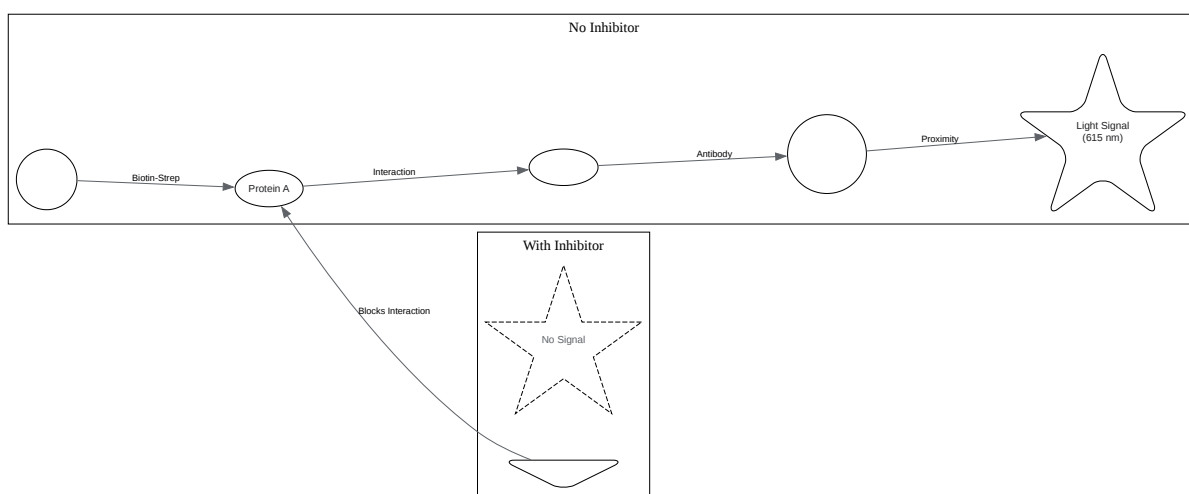 No Inhibitor
Biotin-Strep
Protein A
Interaction
Antibody
Proximity
Light Signal
(615 nm)
With Inhibitor
No Signal
Blocks Interaction